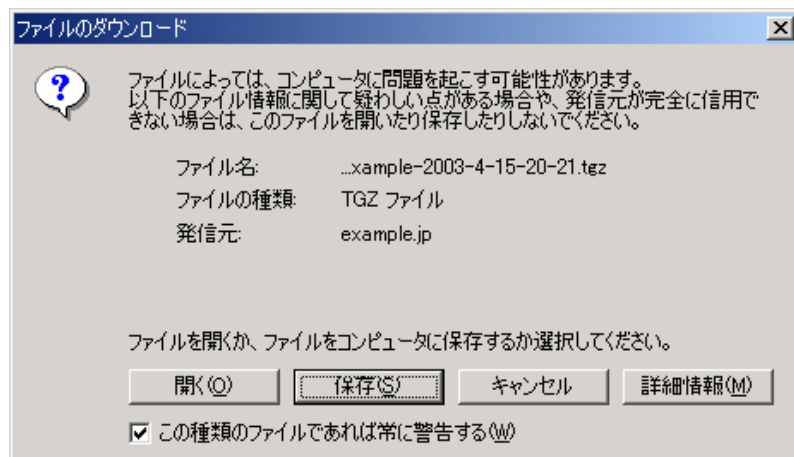 ファイルのダウンロード
ファイルによっては、コンピュータに問題を起こす可能性があります。
以下のファイル情報に関して疑わしい点がある場合や、発信元が完全に信用で
きない場合は、このファイルを開いたり保存したりしないでください。
ファイル名: ...xample-2003-4-15-20-21.tgz
ファイルの種類: TGZ ファイル
発信元: example.jp
ファイルを開くか、ファイルをコンピュータに保存するか選択してください。
開く(O) 保存(S) キャンセル 詳細情報(M)
この種類のファイルであれば常に警告する(W)